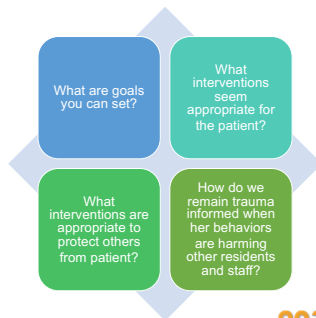 What are goals
you can set?
What
interventions
seem
appropriate for
the patient?
What
interventions are
appropriate to
protect others
from patient?
How do we
remain trauma
informed when
her behaviors
are harming
other residents
and staff?